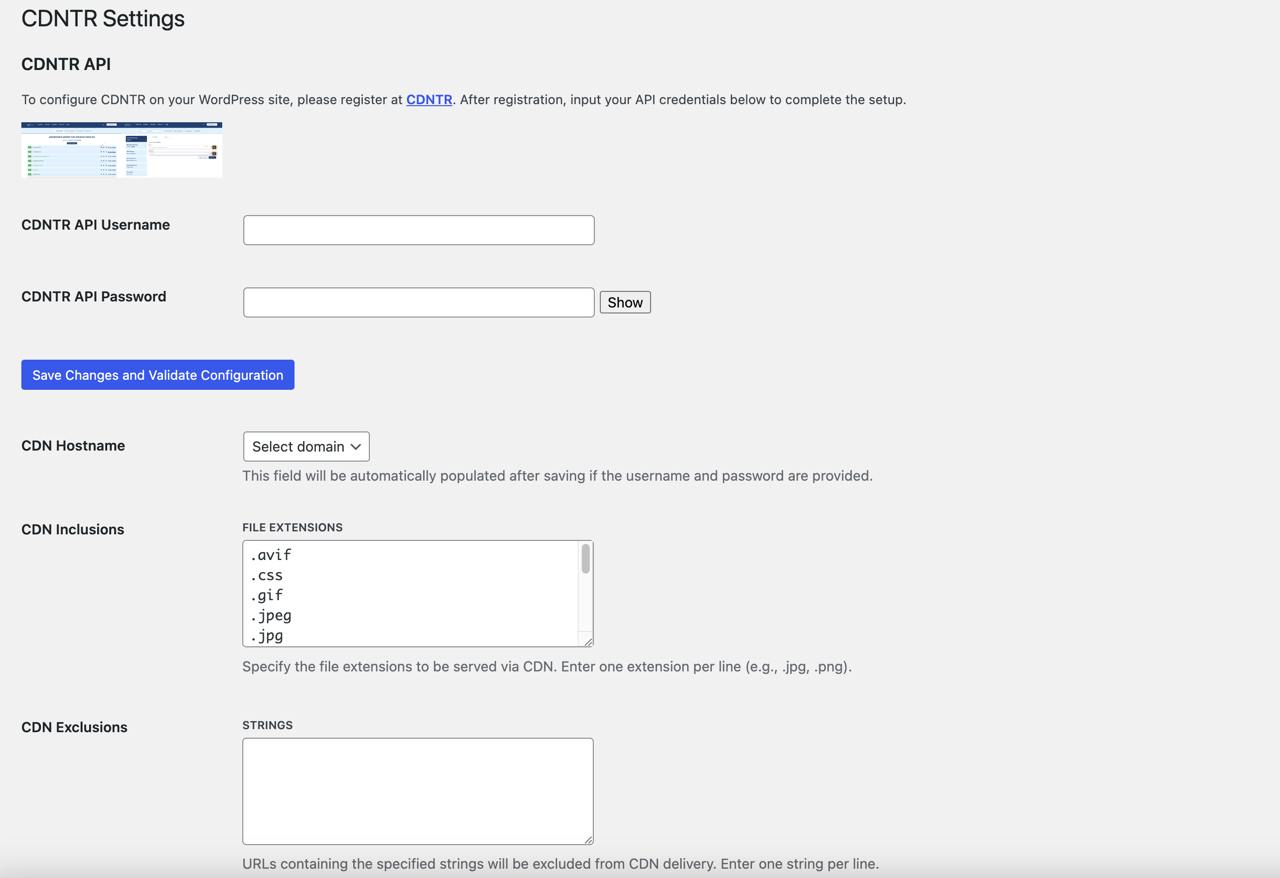 CDNTR Settings
CDNTR API
To configure CDNTR on your WordPress site, please register at CDNTR. After registration, input your API credentials below to complete the setup.
CDNTR API Username
CDNTR API Password
Show
Save Changes and Validate Configuration
CDN Hostname
Select domain
This field will be automatically populated after saving if the username and password are provided.
CDN Inclusions
FILE EXTENSIONS
.avif
.css
.gif
.jpeg
.jpg
Specify the file extensions to be served via CDN. Enter one extension per line (e.g., .jpg, .png).
CDN Exclusions
STRINGS
URLs containing the specified strings will be excluded from CDN delivery. Enter one string per line.